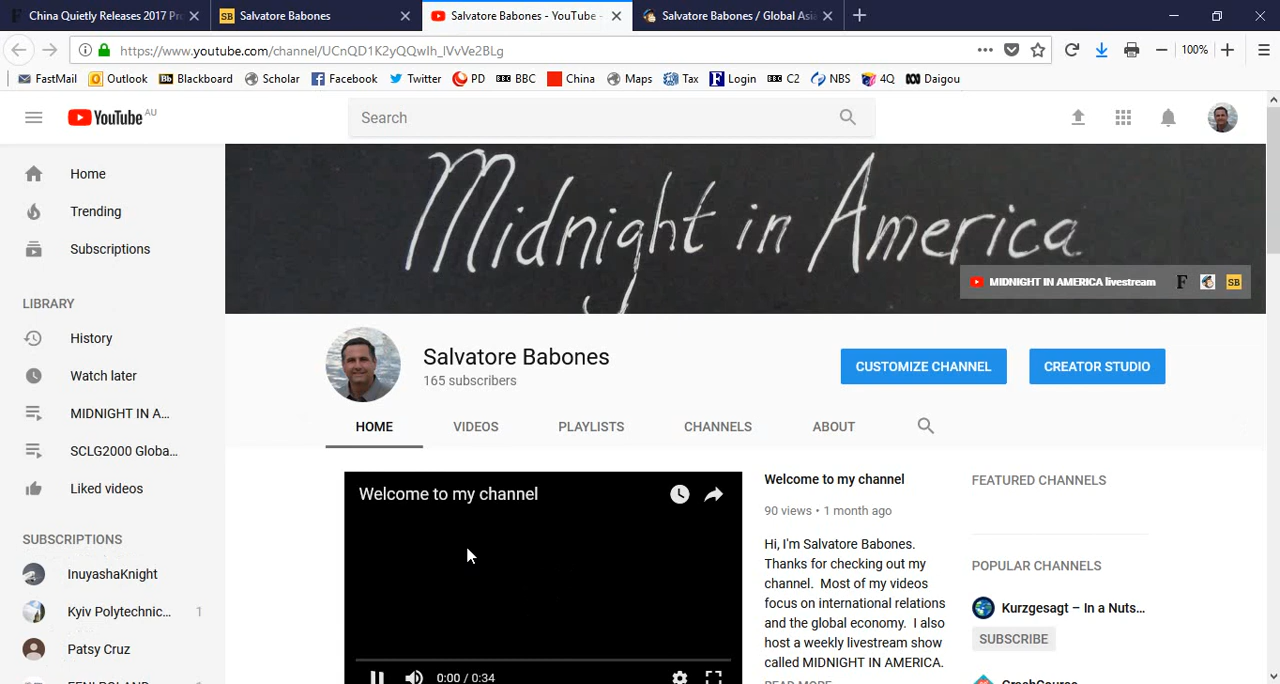 China Quietly Releases 2017 Pr
Salvatore Babones
Salvatore Babones - YouTube -
Salvatore Babones / Global Asi
https://www.youtube.com/channel/UCnQD1K2yQQwIh_lVvVe2BLg
100%
FastMail
Outlook
Blackboard
Scholar
Facebook
Twitter
PD
BBC
China
Maps
Tax
Login
C2
NBS
4Q
Daigou
YouTube AU
Search
Home
Trending
Subscriptions
LIBRARY
History
Watch later
MIDNIGHT IN A...
SCLG2000 Globa...
Liked videos
SUBSCRIPTIONS
InuyashaKnight
Kyiv Polytechnic... 1
Patsy Cruz
Midnight in America
MIDNIGHT IN AMERICA livestream F SB
Salvatore Babones
165 subscribers
CUSTOMIZE CHANNEL
CREATOR STUDIO
HOME
VIDEOS
PLAYLISTS
CHANNELS
ABOUT
Welcome to my channel
0:00 / 0:34
Welcome to my channel
90 views • 1 month ago
Hi, I'm Salvatore Babones.
Thanks for checking out my
channel. Most of my videos
focus on international relations
and the global economy. I also
host a weekly livestream show
called MIDNIGHT IN AMERICA.
READ MORE
FEATURED CHANNELS
POPULAR CHANNELS
Kurzgesagt – In a Nuts...
SUBSCRIBE
CrashCourse